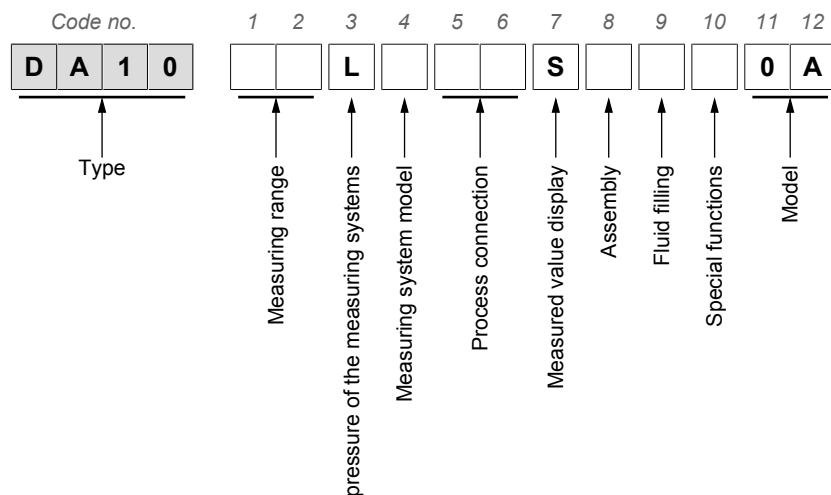 Code no. 1 2 3 4 5 6 7 8 9 10 11 12
D A 1 0 L S 0 A
Type
Measuring range
pressure of the measuring systems
Measuring system model
Process connection
Measured value display
Assembly
Fluid filling
Special functions
Model